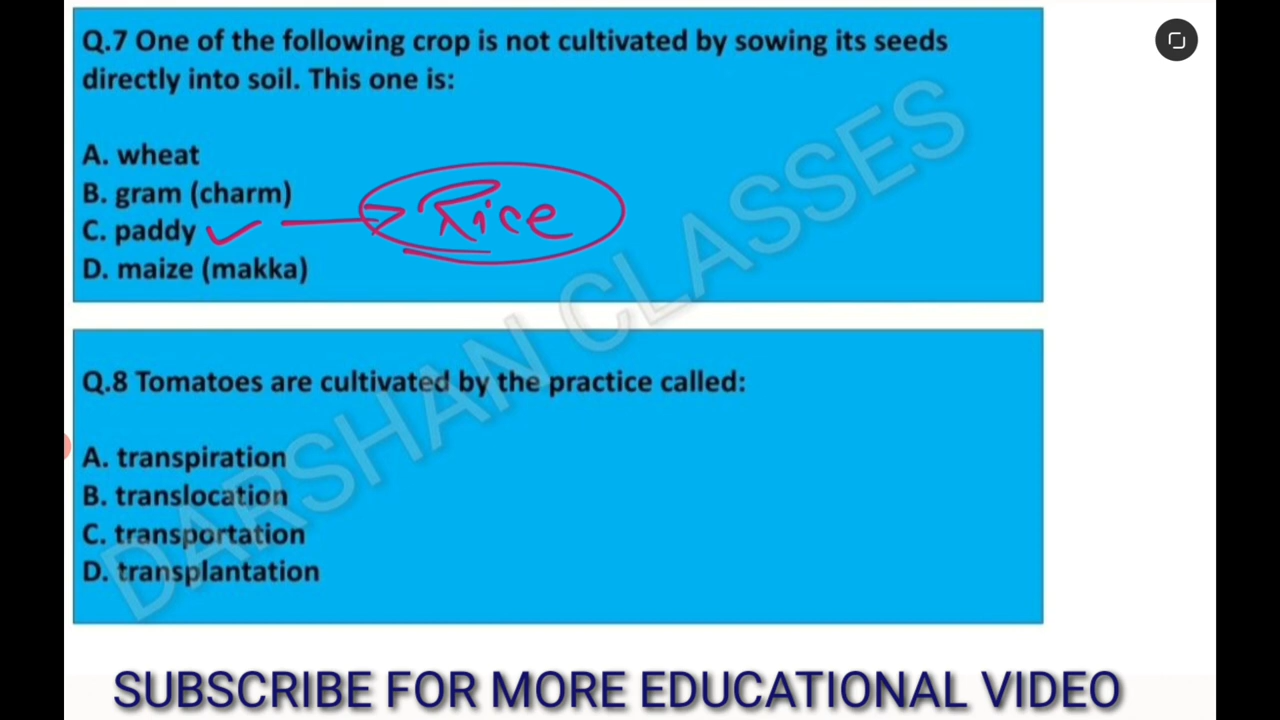 Q.7 One of the following crop is not cultivated by sowing its seeds
directly into soil. This one is:
A. wheat
B. gram (charm)
C. paddy
Rice
D. maize (makka)
Q.8 Tomatoes are cultivated by the practice called:
A. transpiration
B. translocation
C. transportation
D. transplantation
DARSHAN CLASSES
SUBSCRIBE FOR MORE EDUCATIONAL VIDEO